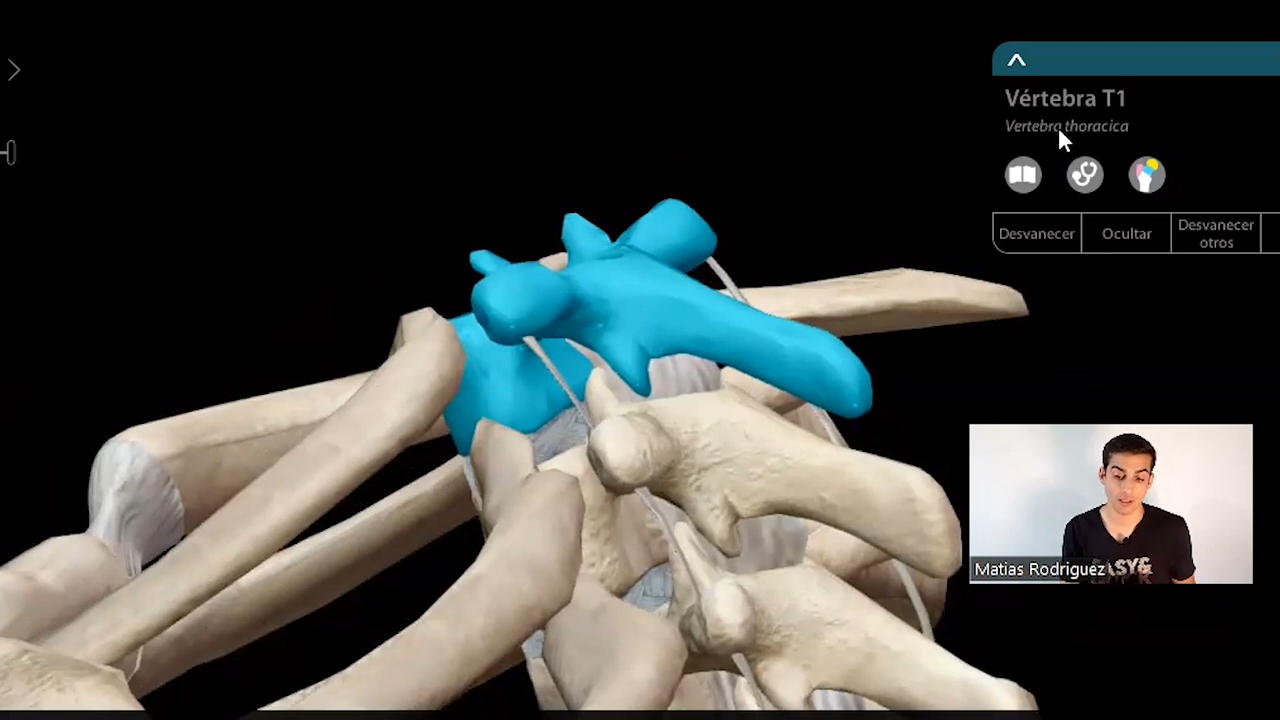 Vértebra T1
Vertebra thoracica
Desvanecer
Ocultar
Desvanecer
otros
Matias Rodriguez